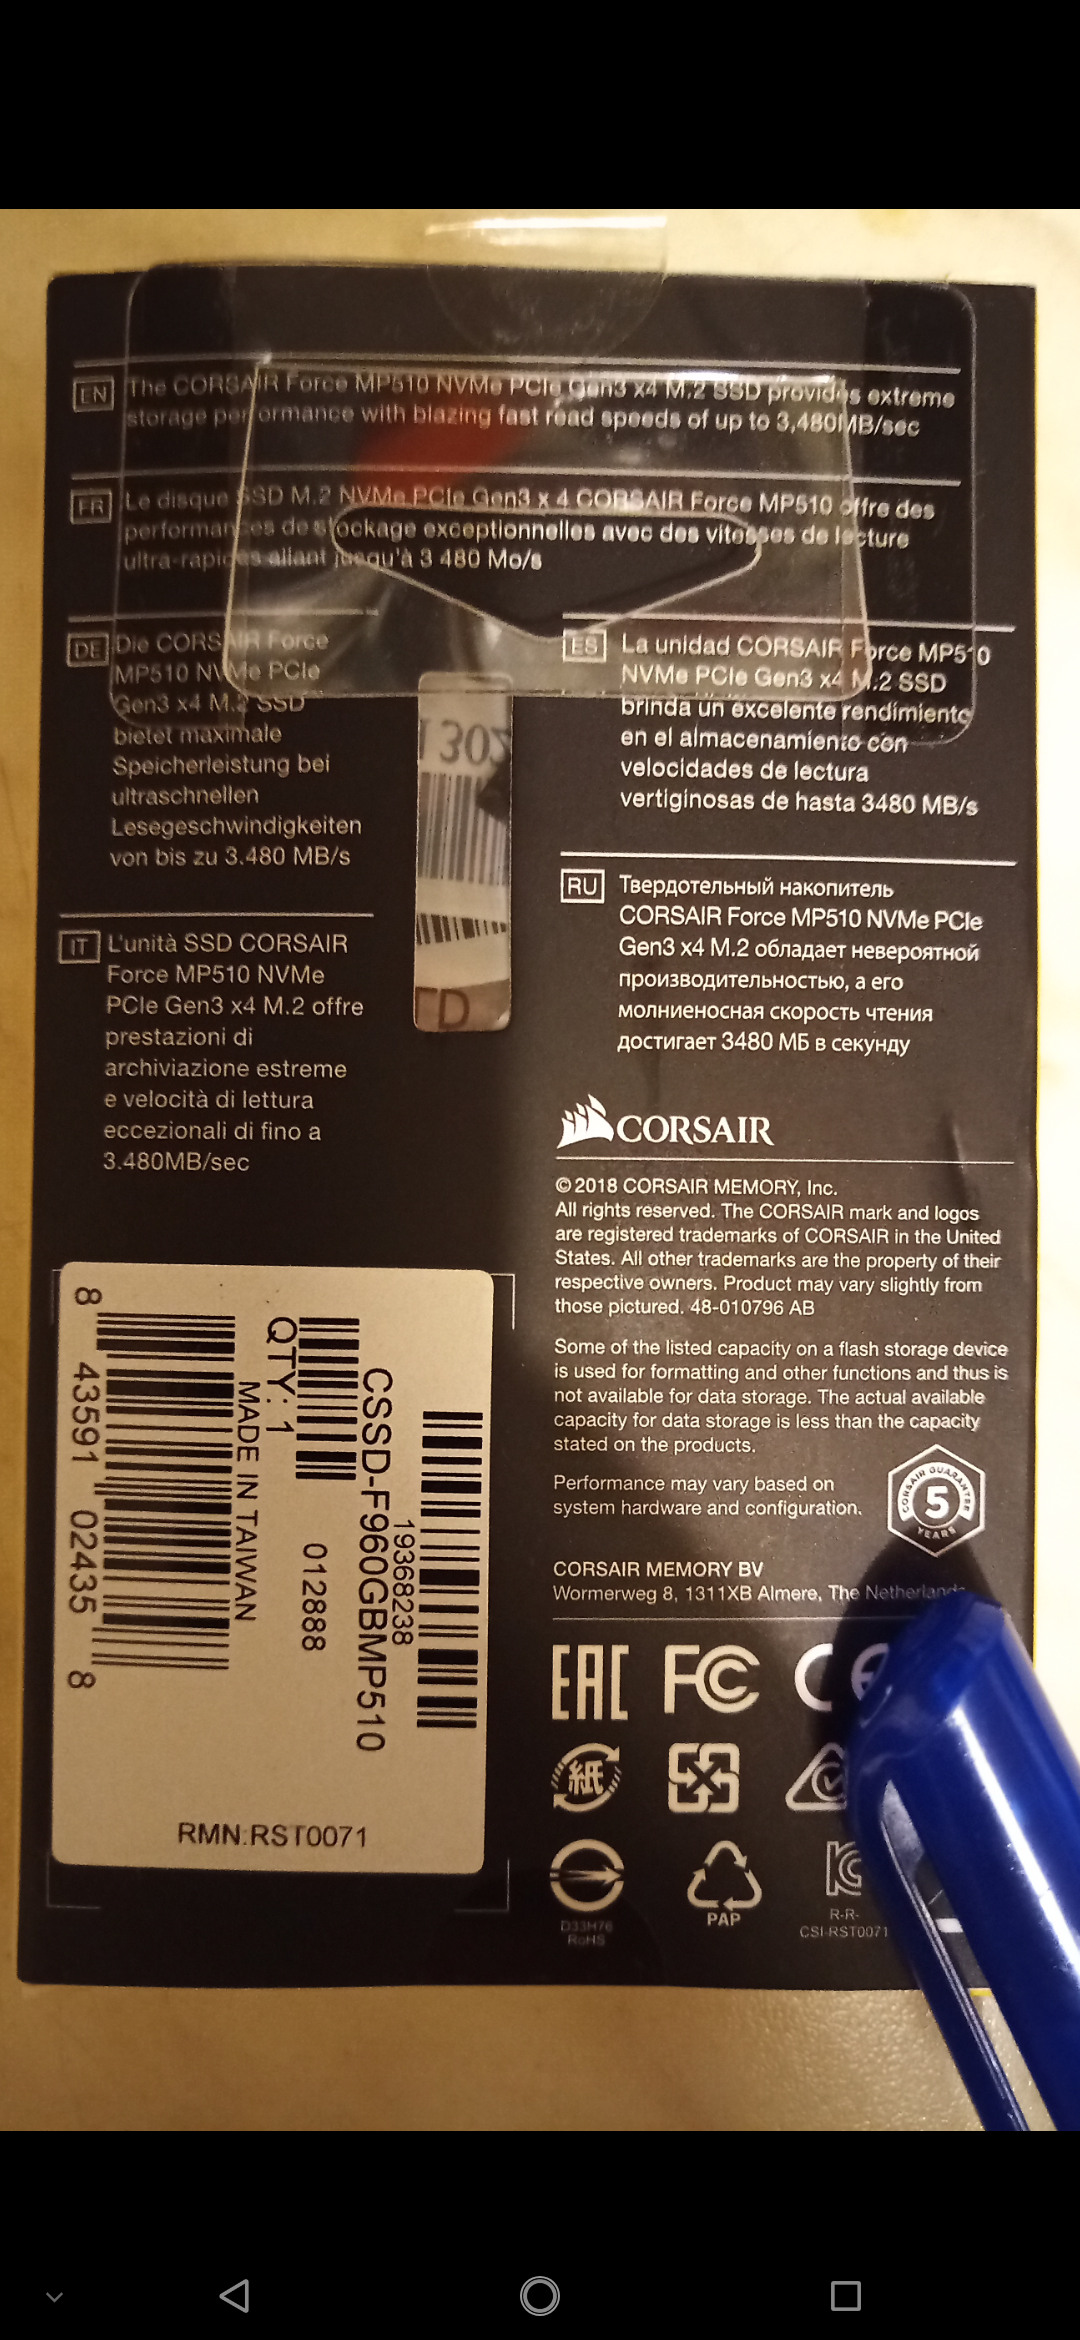 EN
The CORSAIR Force MP510 NVMe PCIe Gen3 x4 M.2 SSD provides extreme
storage performance with blazing fast read speeds of up to 3,480MB/sec
FR
Le disque SSD M.2 NVMe PCIe Gen3 x 4 CORSAIR Force MP510 offre des
performances de stockage exceptionnelles avec des vitesses de lecture
ultra-rapides allant jusqu'à 3 480 Mo/s
DE
Die CORSAIR Force
MP510 NVMe PCIe
Gen3 x4 M.2 SSD
bietet maximale
Speicherleistung bei
ultraschnellen
Lesegeschwindigkeiten
von bis zu 3.480 MB/s
ES
La unidad CORSAIR Force MP510
NVMe PCIe Gen3 x4 M.2 SSD
brinda un excelente rendimiento
en el almacenamiento con
velocidades de lectura
vertiginosas de hasta 3480 MB/s
IT
L'unità SSD CORSAIR
Force MP510 NVMe
PCIe Gen3 x4 M.2 offre
prestazioni di
archiviazione estreme
e velocità di lettura
eccezionali di fino a
3.480MB/sec
RU
Твердотельный накопитель
CORSAIR Force MP510 NVMe PCIe
Gen3 x4 M.2 обладает невероятной
производительностью, а его
молниеносная скорость чтения
достигает 3480 МБ в секунду
CORSAIR
©2018 CORSAIR MEMORY, Inc.
All rights reserved. The CORSAIR mark and logos
are registered trademarks of CORSAIR in the United
States. All other trademarks are the property of their
respective owners. Product may vary slightly from
those pictured. 48-010796 AB
Some of the listed capacity on a flash storage device
is used for formatting and other functions and thus is
not available for data storage. The actual available
capacity for data storage is less than the capacity
stated on the products.
Performance may vary based on
system hardware and configuration.
CORSAIR GUARANTEE
5
YEARS
CORSAIR MEMORY BV
Wormerweg 8, 1311XB Almere, The Netherlands
EAC FC CE
紙
D33H76
RoHS
PAP
R-R-
CSI-RST0071
19368238
CSSD-F960GBMP510
012888
QTY: 1
MADE IN TAIWAN
8 43591 02435 8
RMN:RST0071